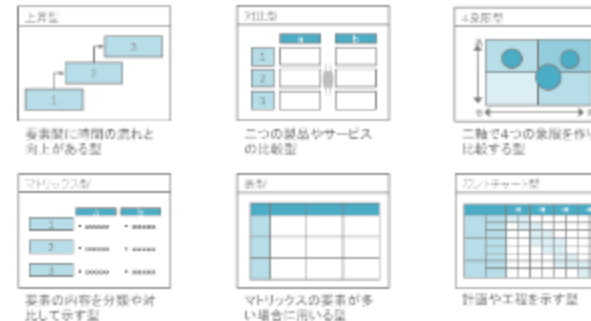 上昇型
3
2
1
要素間に時間の流れと
向上がある型
対比型
a b
1
2
3
二つの製品やサービス
の比較型
4象限型
A
B A
二軸で4つの象限を作り
比較する型
マトリックス型
a b
1 • xxxxx • xxxxx
2 • xxxxx • xxxxx
3 • xxxxx • xxxxx
要素の内容を分類や対
比して示す型
表型
マトリックスの要素が多
い場合に用いる型
ガントチャート型
計画や工程を示す型